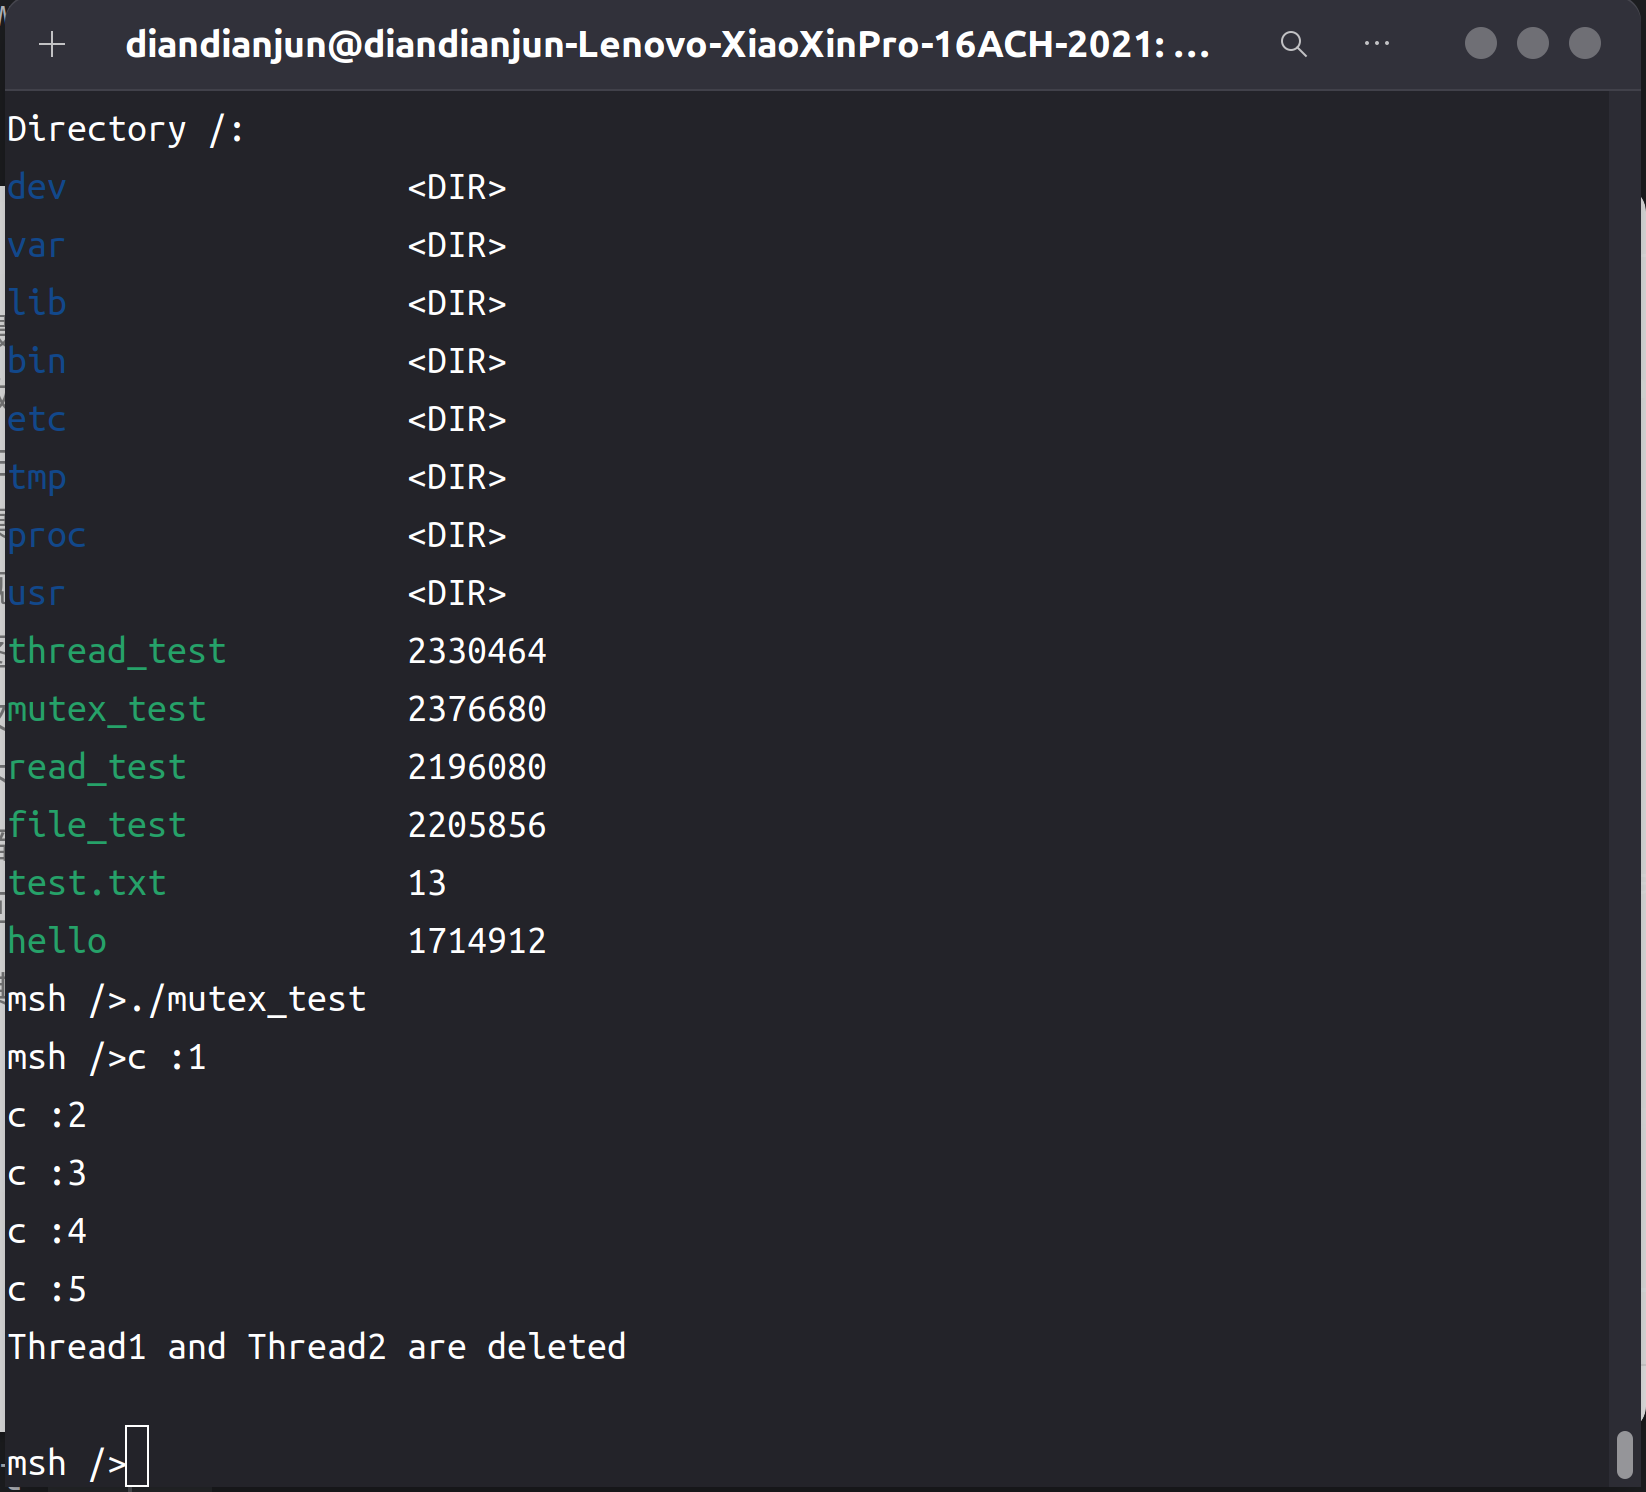 diandianjun@diandianjun-Lenovo-XiaoXinPro-16ACH-2021: ...
Directory /:
dev <DIR>
var <DIR>
lib <DIR>
bin <DIR>
etc <DIR>
tmp <DIR>
proc <DIR>
usr <DIR>
thread_test 2330464
mutex_test 2376680
read_test 2196080
file_test 2205856
test.txt 13
hello 1714912
msh />./mutex_test
msh />c :1
c :2
c :3
c :4
c :5
Thread1 and Thread2 are deleted
msh />